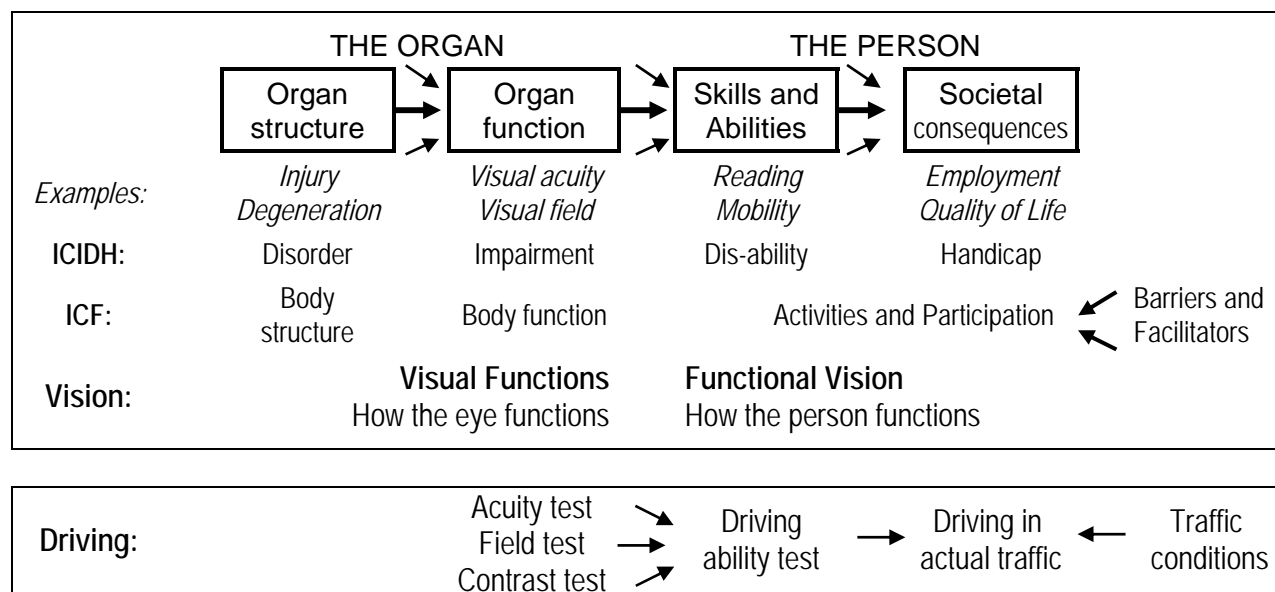 THE ORGAN THE PERSON
Organ structure Organ function Skills and Abilities Societal consequences
Examples: Injury Degeneration Visual acuity Visual field Reading Mobility Employment Quality of Life
ICIDH: Disorder Impairment Dis-ability Handicap
ICF: Body structure Body function Activities and Participation Barriers and Facilitators
Vision: Visual Functions How the eye functions Functional Vision How the person functions
Driving: Acuity test Field test Contrast test Driving ability test Driving in actual traffic Traffic conditions